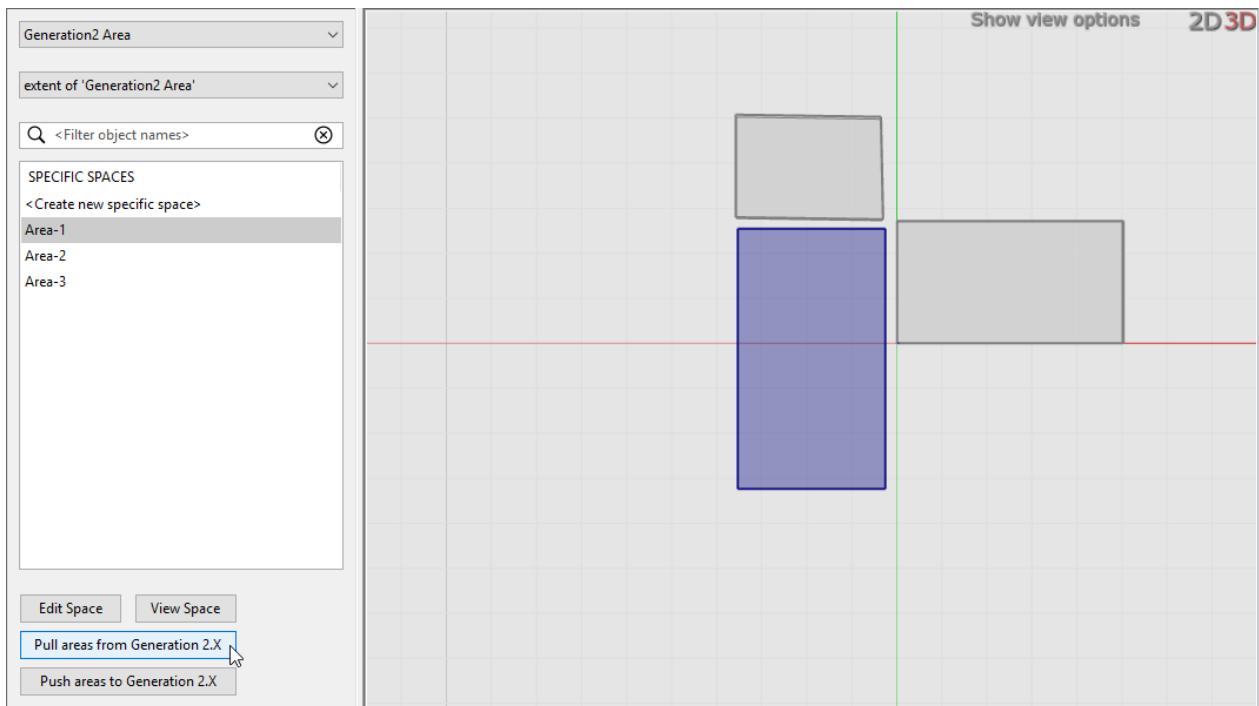 Generation2 Area
extent of 'Generation2 Area'
<Filter object names>
SPECIFIC SPACES
<Create new specific space>
Area-1
Area-2
Area-3
Edit Space
View Space
Pull areas from Generation 2.X
Push areas to Generation 2.X
Show view options
2D 3D